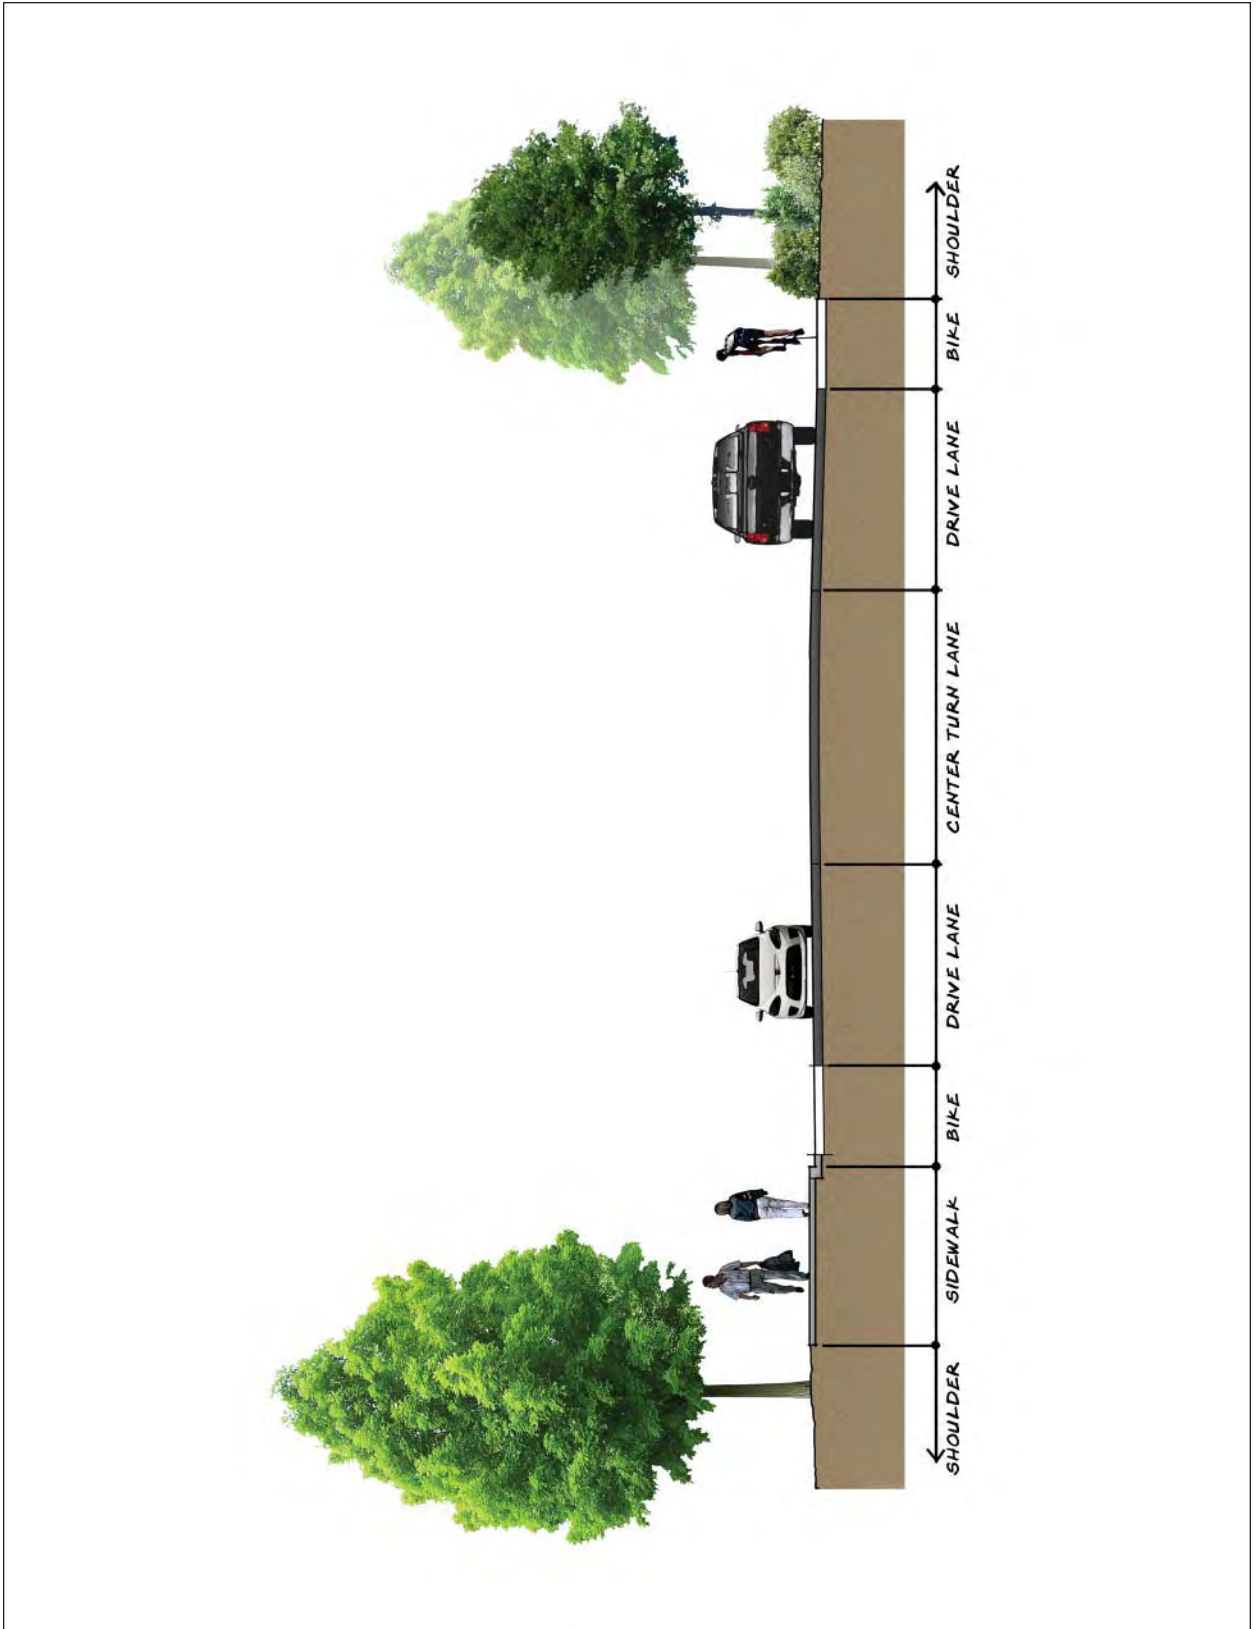 SHOULDER
SIDEWALK
BIKE
DRIVE LANE
CENTER TURN LANE
DRIVE LANE
BIKE
SHOULDER